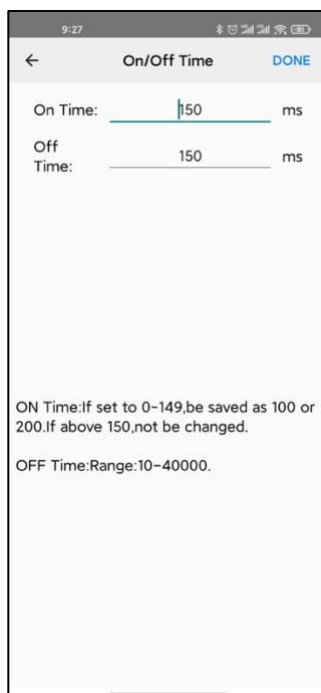 9:27
81
← On/Off Time DONE
On Time: 150 ms
Off
Time: 150 ms
ON Time:If set to 0~149,be saved as 100 or
200.If above 150,not be changed.
OFF Time:Range:10-40000.